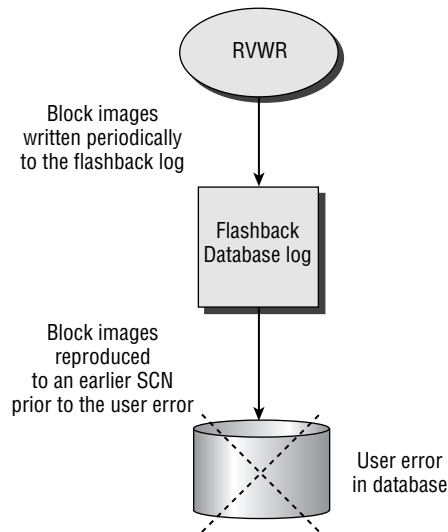 RVWR
Block images
written periodically
to the flashback log
Flashback
Database log
Block images
reproduced
to an earlier SCN
prior to the user error
User error
in database